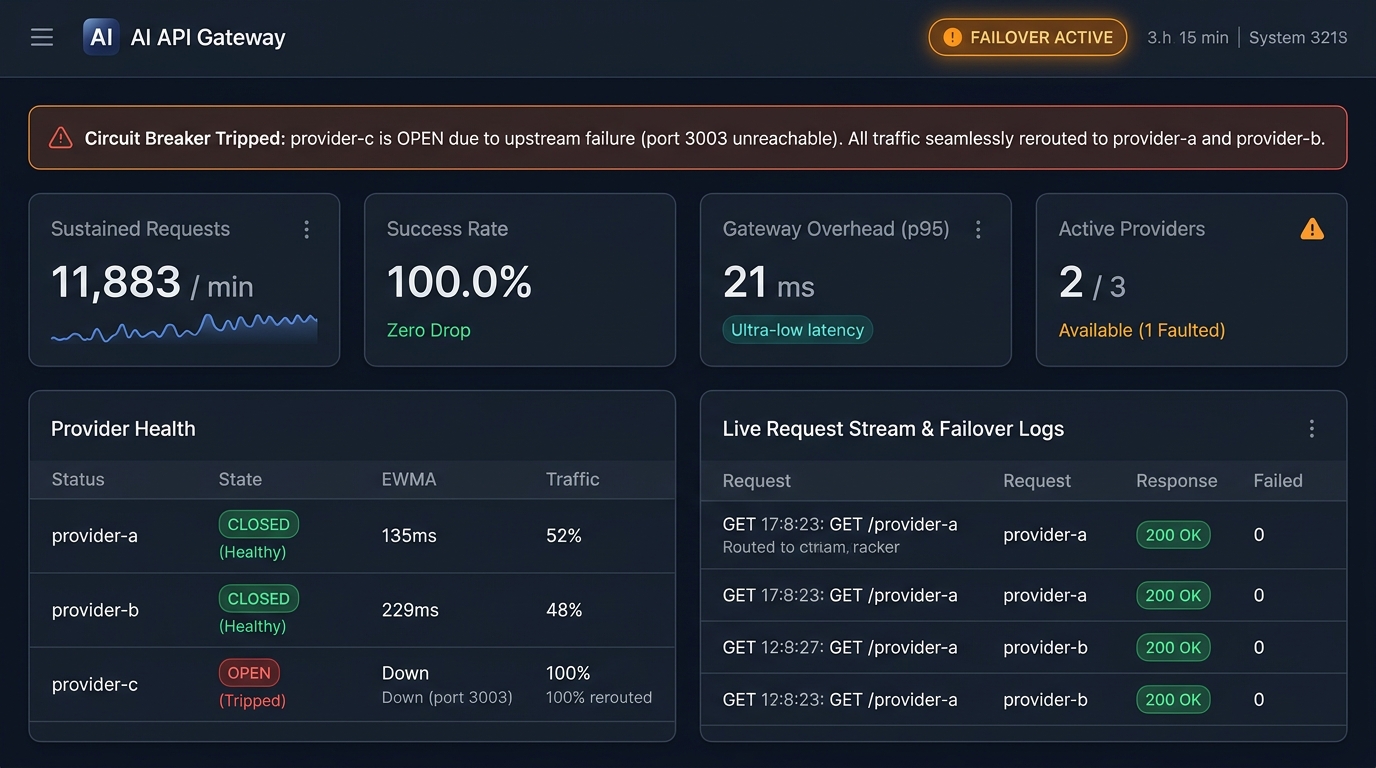 AI AI API Gateway
! FAILOVER ACTIVE
3.h 15 min | System 321S
Circuit Breaker Tripped: provider-c is OPEN due to upstream failure (port 3003 unreachable). All traffic seamlessly rerouted to provider-a and provider-b.
Sustained Requests
11,883 / min
Success Rate
100.0%
Zero Drop
Gateway Overhead (p95)
21 ms
Ultra-low latency
Active Providers
2 / 3
Available (1 Faulted)
Provider Health
Status State EWMA Traffic
provider-a CLOSED 135ms 52%
(Healthy)
provider-b CLOSED 229ms 48%
(Healthy)
provider-c OPEN Down 100%
(Tripped) Down (port 3003) 100% rerouted
Live Request Stream & Failover Logs
Request Request Response Failed
GET 17:8:23: GET /provider-a provider-a 200 OK 0
Routed to racker
GET 17:8:23: GET /provider-a provider-a 200 OK 0
GET 12:8:27: GET /provider-a provider-b 200 OK 0
GET 12:8:23: GET /provider-a provider-b 200 OK 0